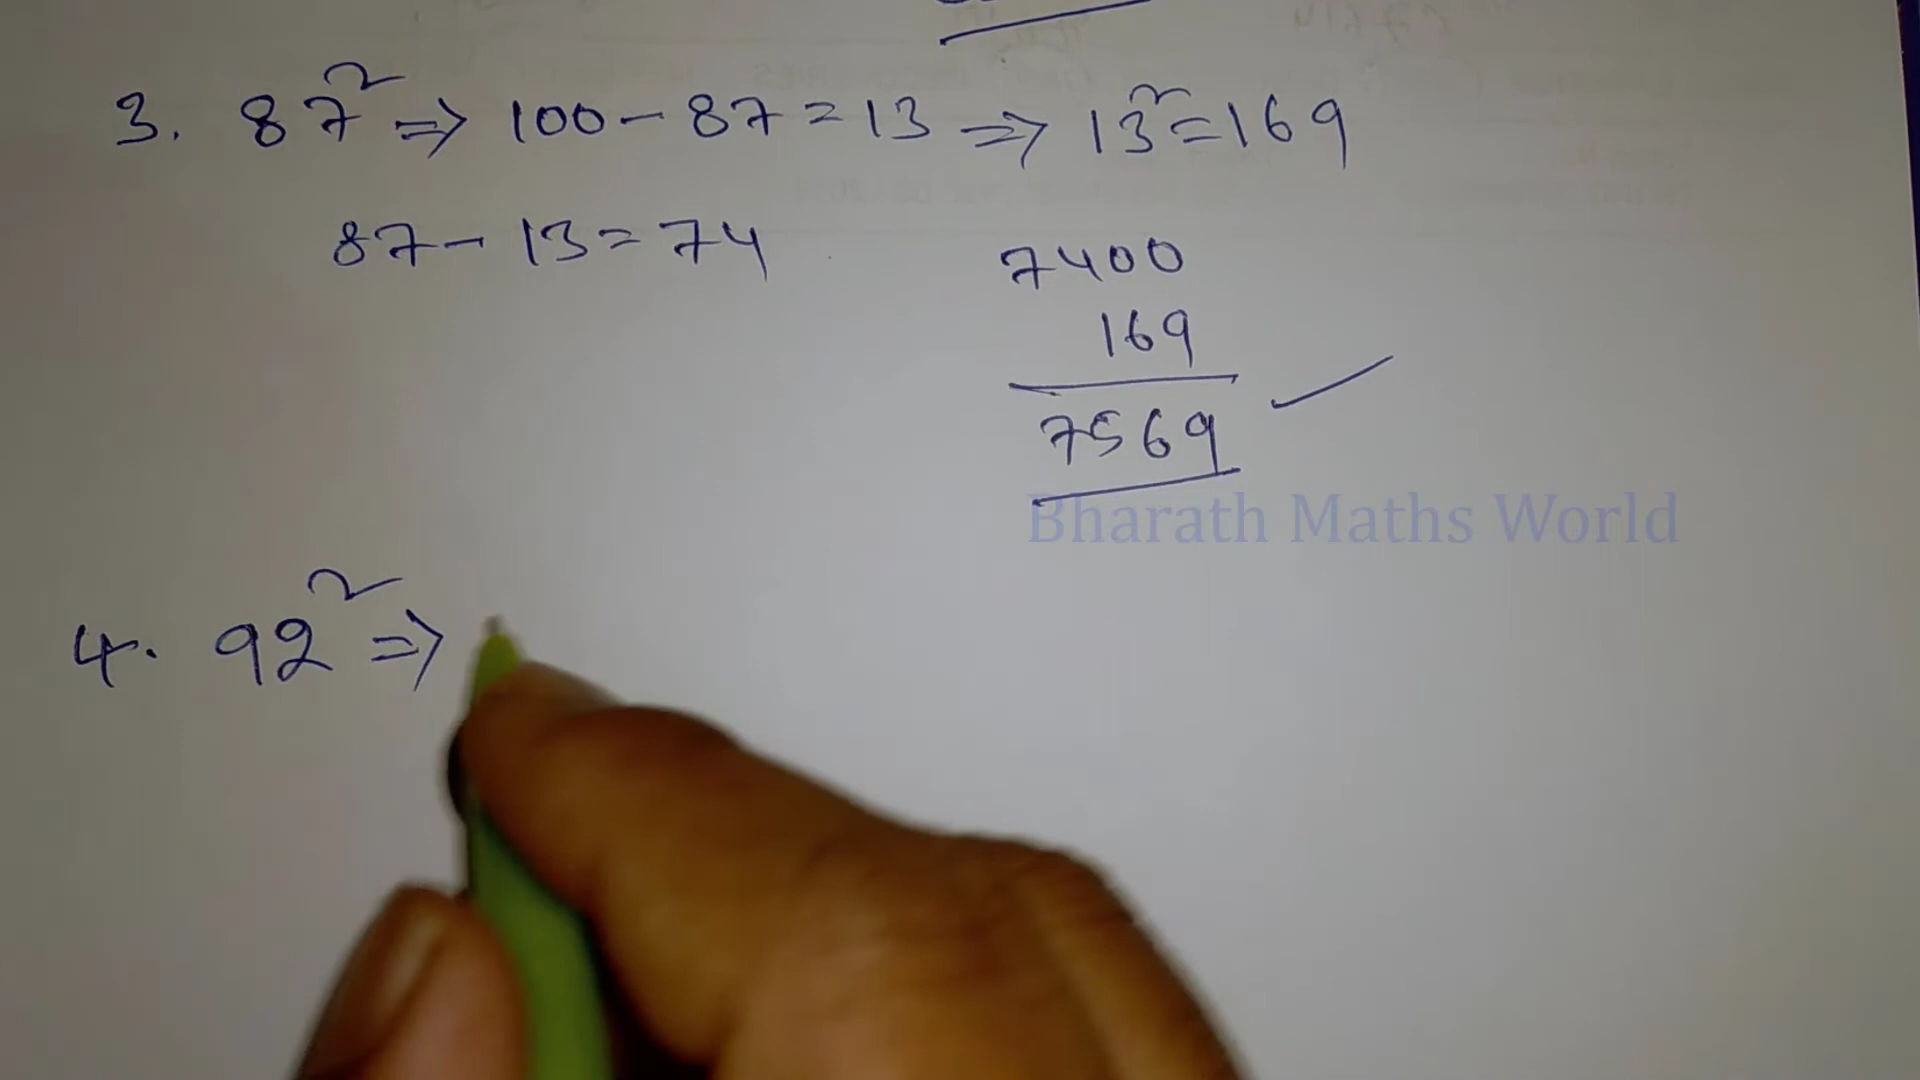 3. 87² ⇒ 100 - 87 = 13 ⇒ 13² = 169
87 - 13 = 74
7400
169
7569
Bharath Maths World
4. 92² ⇒